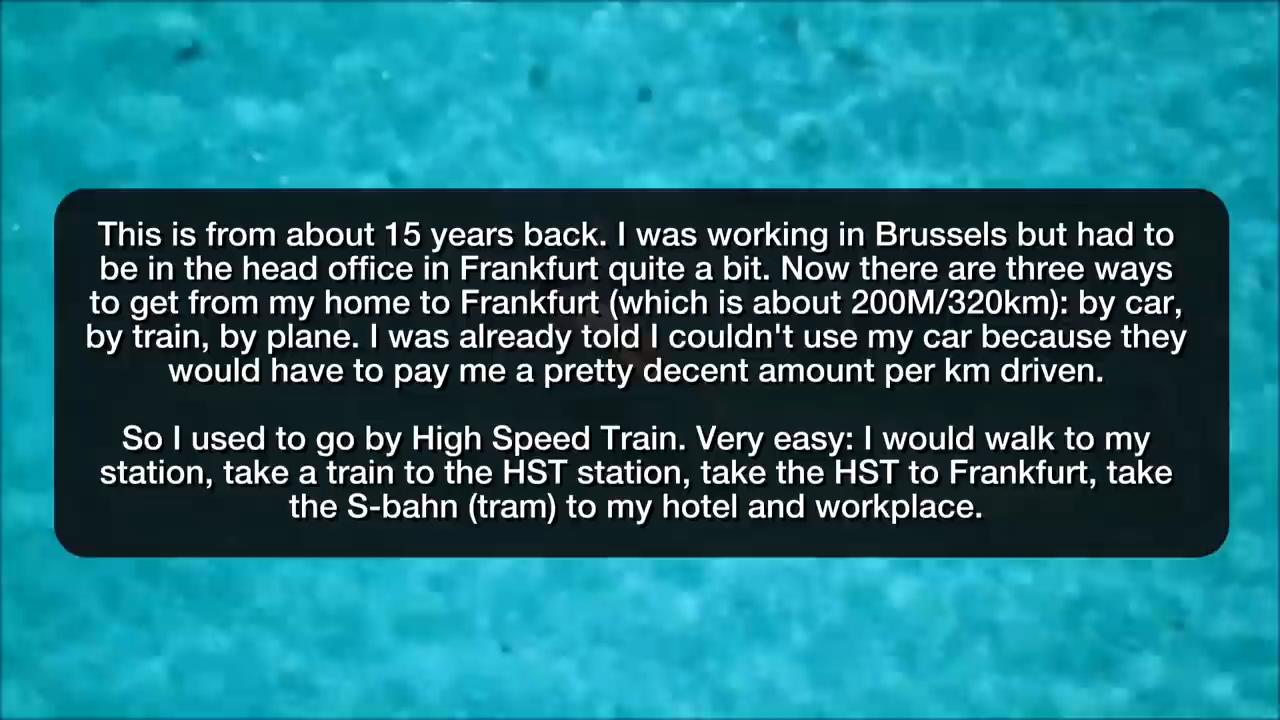 This is from about 15 years back. I was working in Brussels but had to
be in the head office in Frankfurt quite a bit. Now there are three ways
to get from my home to Frankfurt (which is about 200M/320km): by car,
by train, by plane. I was already told I couldn't use my car because they
would have to pay me a pretty decent amount per km driven.
So I used to go by High Speed Train. Very easy: I would walk to my
station, take a train to the HST station, take the HST to Frankfurt, take
the S-bahn (tram) to my hotel and workplace.